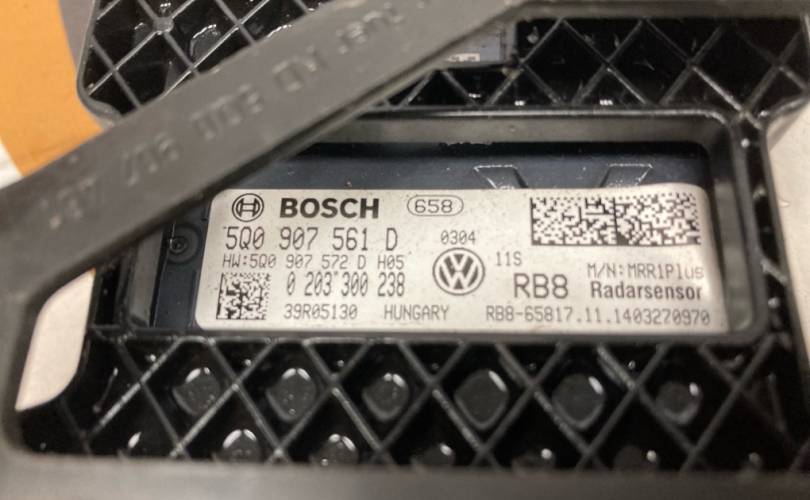 BOSCH 658
5Q0 907 561 D 0304
HW:5Q0 907 572 D H05 11S
0 203 300 238
39R05130 HUNGARY
M/N:MRR1Plus
RB8 Radarsensor
RB8-65817.11.1403270970